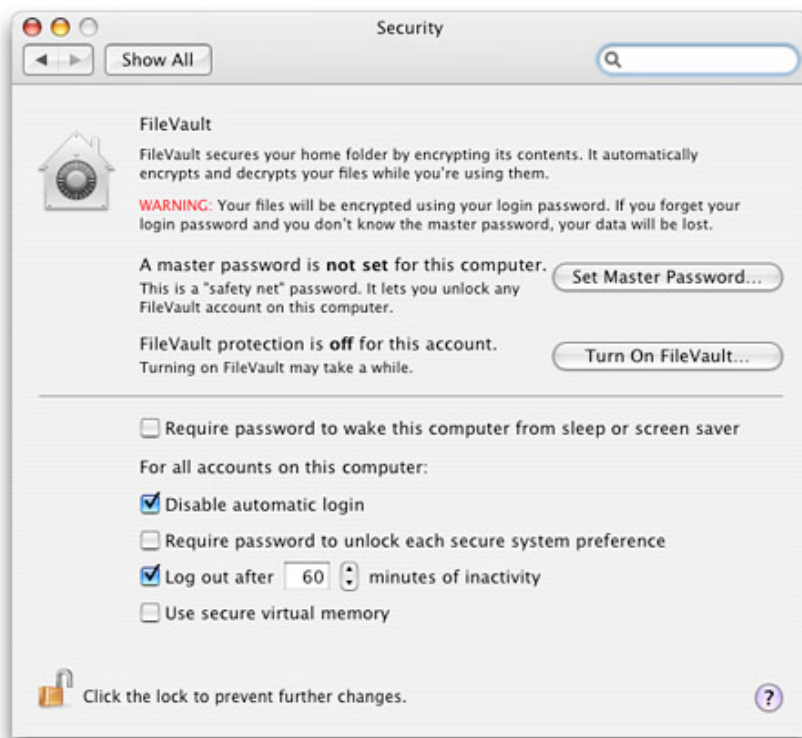 Security
Show All
FileVault
FileVault secures your home folder by encrypting its contents. It automatically
encrypts and decrypts your files while you're using them.
WARNING: Your files will be encrypted using your login password. If you forget your
login password and you don't know the master password, your data will be lost.
A master password is not set for this computer.
This is a "safety net" password. It lets you unlock any
FileVault account on this computer.
Set Master Password...
FileVault protection is off for this account.
Turning on FileVault may take a while.
Turn On FileVault...
Require password to wake this computer from sleep or screen saver
For all accounts on this computer:
Disable automatic login
Require password to unlock each secure system preference
Log out after 60 minutes of inactivity
Use secure virtual memory
Click the lock to prevent further changes.
?